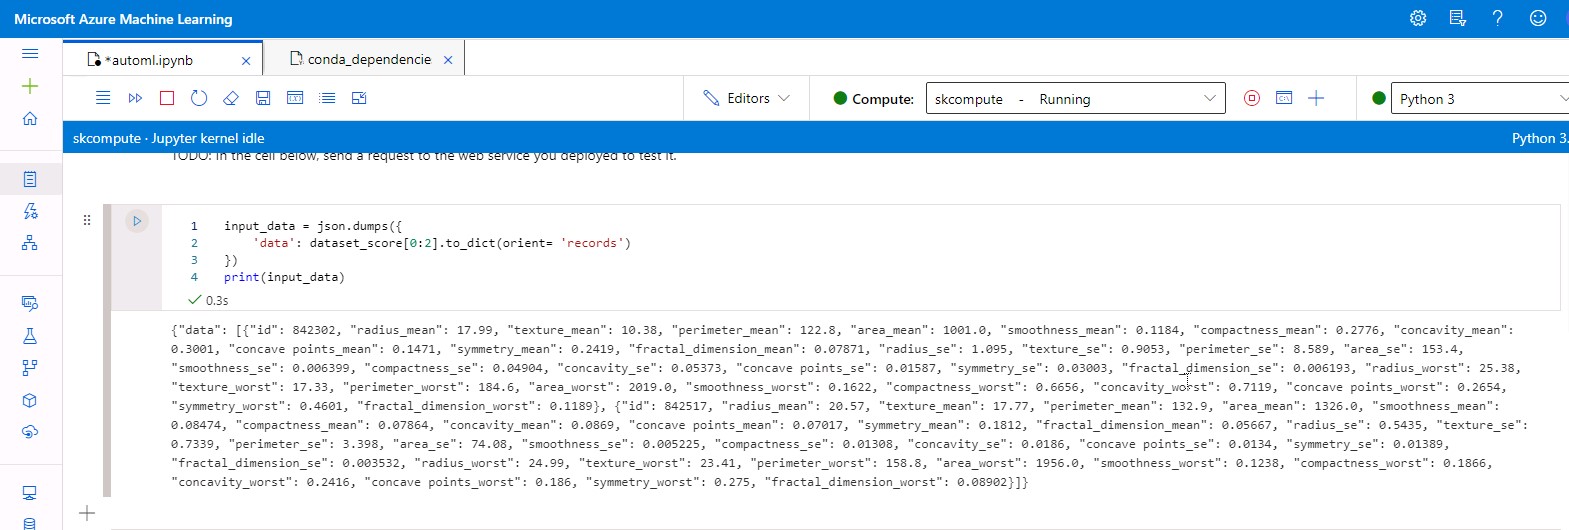 Microsoft Azure Machine Learning
*automl.ipynb
conda_dependencie
Editors
Compute:
skcompute - Running
Python 3
skcompute · Jupyter kernel idle
Python 3.
TODO: In the cell below, send a request to the web service you deployed to test it.
1 input_data = json.dumps({
2 'data': dataset_score[0:2].to_dict(orient= 'records')
3 })
4 print(input_data)
0.3s
{"data": [{"id": 842302, "radius_mean": 17.99, "texture_mean": 10.38, "perimeter_mean": 122.8, "area_mean": 1001.0, "smoothness_mean": 0.1184, "compactness_mean": 0.2776, "concavity_mean":
0.3001, "concave points_mean": 0.1471, "symmetry_mean": 0.2419, "fractal_dimension_mean": 0.07871, "radius_se": 1.095, "texture_se": 0.9053, "perimeter_se": 8.589, "area_se": 153.4,
"smoothness_se": 0.006399, "compactness_se": 0.04904, "concavity_se": 0.05373, "concave points_se": 0.01587, "symmetry_se": 0.03003, "fractal_dimension_se": 0.006193, "radius_worst": 25.38,
"texture_worst": 17.33, "perimeter_worst": 184.6, "area_worst": 2019.0, "smoothness_worst": 0.1622, "compactness_worst": 0.6656, "concavity_worst": 0.7119, "concave points_worst": 0.2654,
"symmetry_worst": 0.4601, "fractal_dimension_worst": 0.1189}, {"id": 842517, "radius_mean": 20.57, "texture_mean": 17.77, "perimeter_mean": 132.9, "area_mean": 1326.0, "smoothness_mean":
0.08474, "compactness_mean": 0.07864, "concavity_mean": 0.0869, "concave points_mean": 0.07017, "symmetry_mean": 0.1812, "fractal_dimension_mean": 0.05667, "radius_se": 0.5435, "texture_se":
0.7339, "perimeter_se": 3.398, "area_se": 74.08, "smoothness_se": 0.005225, "compactness_se": 0.01308, "concavity_se": 0.0186, "concave points_se": 0.0134, "symmetry_se": 0.01389,
"fractal_dimension_se": 0.003532, "radius_worst": 24.99, "texture_worst": 23.41, "perimeter_worst": 158.8, "area_worst": 1956.0, "smoothness_worst": 0.1238, "compactness_worst": 0.1866,
"concavity_worst": 0.2416, "concave points_worst": 0.186, "symmetry_worst": 0.275, "fractal_dimension_worst": 0.08902}]}